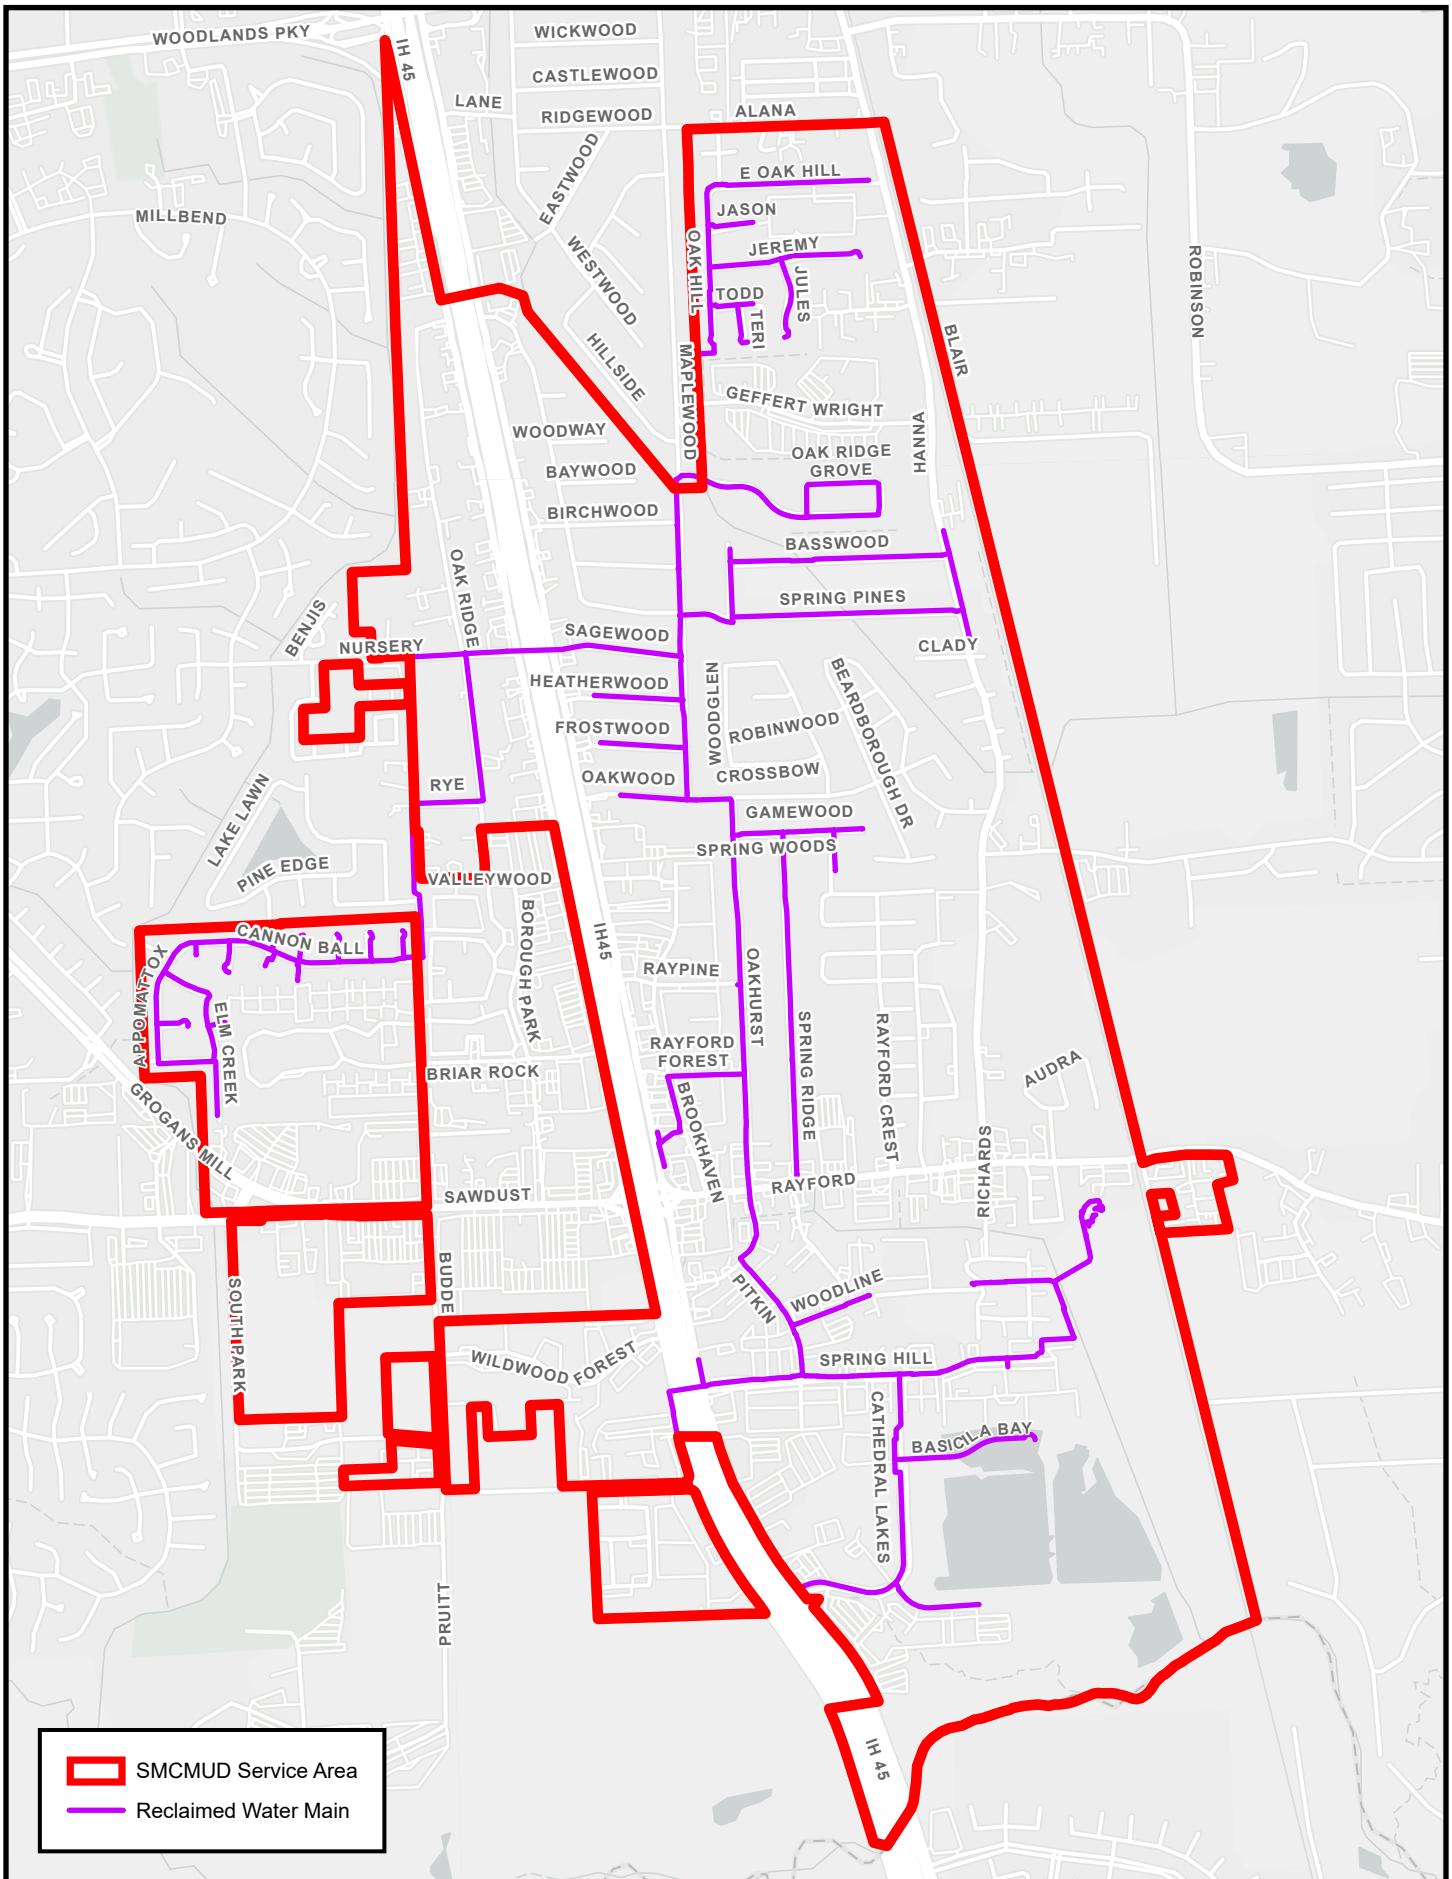 WOODLANDS PKY
IH 45
WICKWOOD
CASTLEWOOD
LANE
RIDGEWOOD
ALANA
EASTWOOD
E OAK HILL
MILLBEND
JASON
WESTWOOD
OAK HILL
JEREMY
JULES
ROBINSON
TODD
TERI
HILLSIDE
MAPLEWOOD
BLAIR
GEFFERT WRIGHT
WOODWAY
HANNA
BAYWOOD
OAK RIDGE
GROVE
BIRCHWOOD
OAK RIDGE
BASSWOOD
BENJIS
SPRING PINES
NURSERY
SAGEWOOD
CLADY
HEATHERWOOD
WOODGLEN
BEARDBOROUGH DR
FROSTWOOD
ROBINWOOD
RYE
OAKWOOD
CROSSBOW
LAKE LAWN
GAMEWOOD
SPRING WOODS
PINE EDGE
VALLEYWOOD
BOROUGH PARK
IH45
CANNON BALL
APPOMATTOX
RAYPINE
OAKHURST
ELM CREEK
SPRING RIDGE
RAYFORD CREST
RAYFORD
FOREST
AUDRA
BRIAR ROCK
BROOKHAVEN
GROGANS MILL
RICHARDS
SAWDUST
RAYFORD
BUDDE
SOUTH PARK
PITKIN
WOODLINE
WILDWOOD FOREST
SPRING HILL
CATHEDRAL LAKES
BASICILA BAY
PRUITT
IH 45
SMCMUD Service Area
Reclaimed Water Main